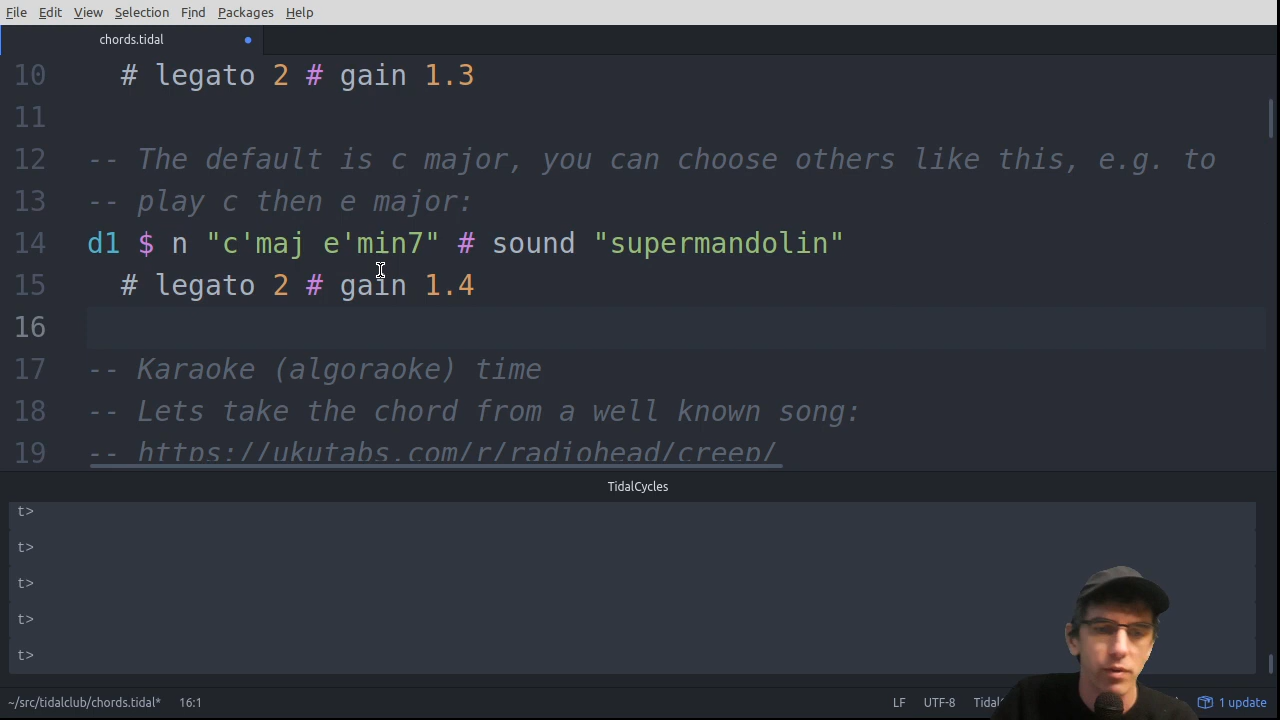 File Edit View Selection Find Packages Help
chords.tidal
10 # legato 2 # gain 1.3
11
12 -- The default is c major, you can choose others like this, e.g. to
13 -- play c then e major:
14 d1 $ n "c'maj e'min7" # sound "supermandolin"
15 # legato 2 # gain 1.4
16
17 -- Karaoke (algoraoke) time
18 -- Lets take the chord from a well known song:
19 -- https://ukutabs.com/r/radiohead/creep/
TidalCycles
t>
t>
t>
t>
t>
~/src/tidalclub/chords.tidal* 16:1 LF UTF-8 1 update